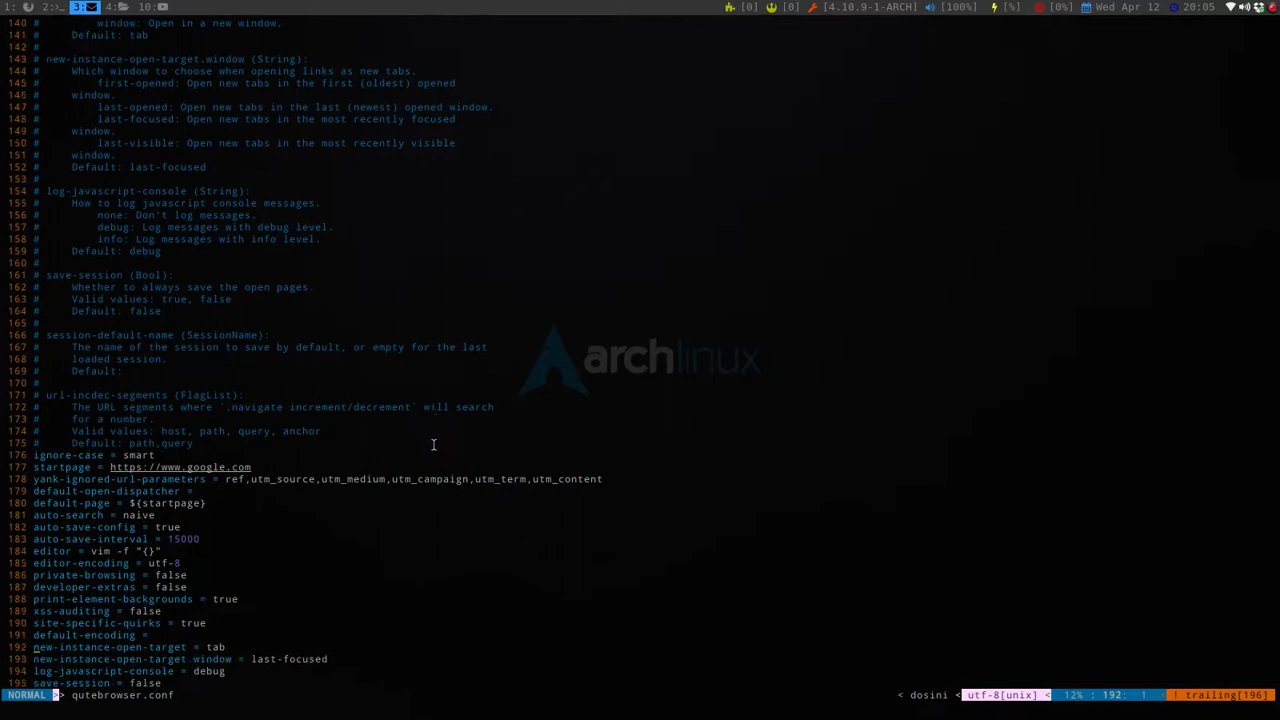 1: 2:>_ 3: 4: 10:
[0] [0] [4.10.9-1-ARCH] [100%] [%] [0%] Wed Apr 12 20:05
140 #         window: Open in a new window.
141 #     Default: tab
142 #
143 # new-instance-open-target.window (String):
144 #     Which window to choose when opening links as new tabs.
145 #         first-opened: Open new tabs in the first (oldest) opened
146 #     window.
147 #         last-opened: Open new tabs in the last (newest) opened window.
148 #         last-focused: Open new tabs in the most recently focused
149 #     window.
150 #         last-visible: Open new tabs in the most recently visible
151 #     window.
152 #     Default: last-focused
153 #
154 # log-javascript-console (String):
155 #     How to log javascript console messages.
156 #         none: Don't log messages.
157 #         debug: Log messages with debug level.
158 #         info: Log messages with info level.
159 #     Default: debug
160 #
161 # save-session (Bool):
162 #     Whether to always save the open pages.
163 #     Valid values: true, false
164 #     Default: false
165 #
166 # session-default-name (SessionName):
167 #     The name of the session to save by default, or empty for the last
168 #     loaded session.
169 #     Default:
170 #
171 # url-incdec-segments (FlagList):
172 #     The URL segments where `:navigate increment/decrement` will search
173 #     for a number.
174 #     Valid values: host, path, query, anchor
175 #     Default: path,query
176 ignore-case = smart
177 startpage = https://www.google.com
178 yank-ignored-url-parameters = ref,utm_source,utm_medium,utm_campaign,utm_term,utm_content
179 default-open-dispatcher =
180 default-page = ${startpage}
181 auto-search = naive
182 auto-save-config = true
183 auto-save-interval = 15000
184 editor = vim -f "{}"
185 editor-encoding = utf-8
186 private-browsing = false
187 developer-extras = false
188 print-element-backgrounds = true
189 xss-auditing = false
190 site-specific-quirks = true
191 default-encoding =
192 new-instance-open-target = tab
193 new-instance-open-target.window = last-focused
194 log-javascript-console = debug
195 save-session = false
archlinux
NORMAL >> qutebrowser.conf < dosini < utf-8[unix] < 12% : 192: 1 ! trailing[196]